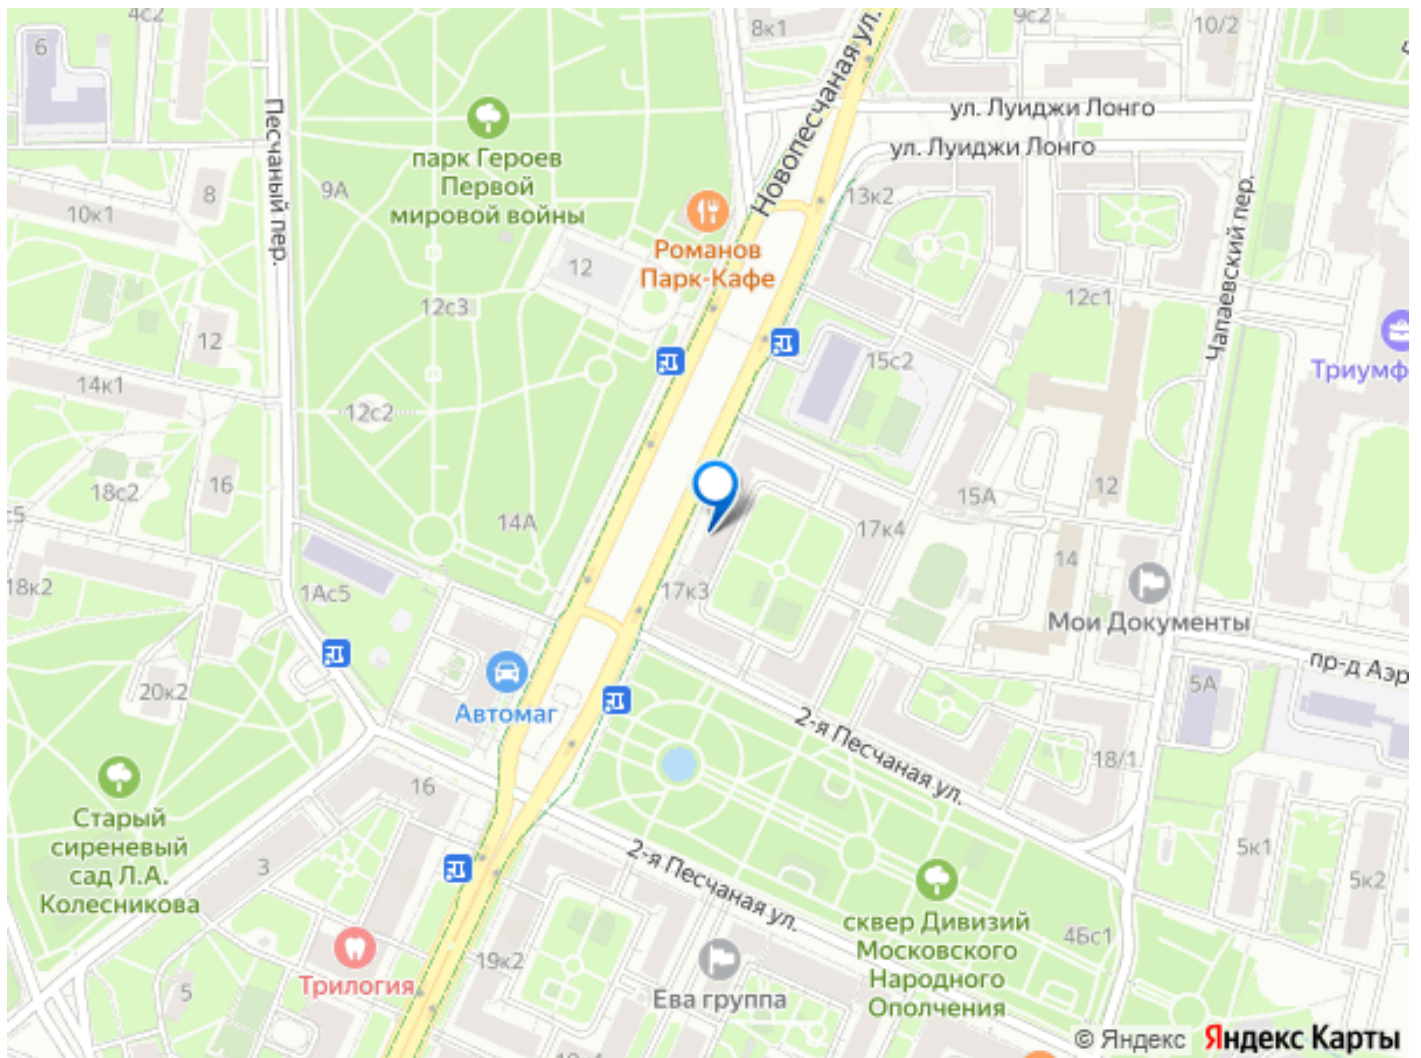 4с2
8к1
Новопесчаная ул.
9с2
10/2
6
ул. Луиджи Лонго
ул. Луиджи Лонго
Песчаный пер.
парк Героев
Первой
мировой войны
9А
8
10к1
13к2
Романов
Парк-Кафе
12
12с3
12с1
Чапаевский пер.
12
15с2
Триумф
14к1
12с2
18с2
16
14А
15А
12
17к4
14
18к2
1Ас5
17к3
Мои Документы
пр-д Аэр
20к2
Автомаг
5А
2-я Песчаная ул.
18/1
16
Старый
сиреневый
сад Л.А.
Колесникова
3
5к1
5к2
2-я Песчаная ул.
сквер Дивизий
Московского
Народного
Ополчения
4Бс1
19к2
Трилогия
5
Ева группа
© Яндекс Яндекс Карты